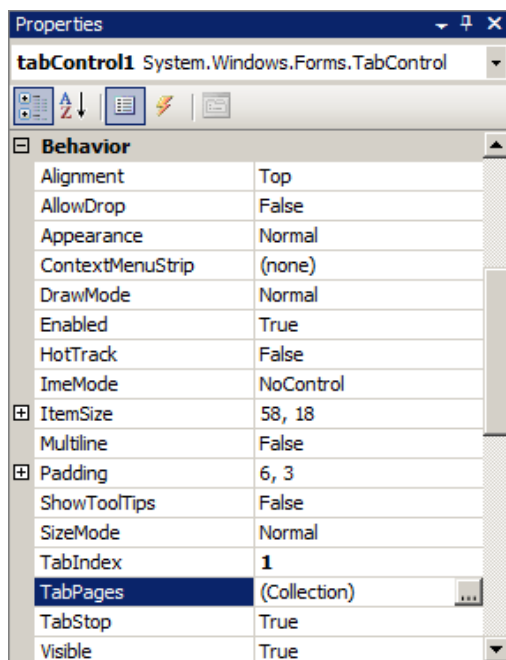 Properties
tabControl1 System.Windows.Forms.TabControl
Behavior
Alignment Top
AllowDrop False
Appearance Normal
ContextMenuStrip (none)
DrawMode Normal
Enabled True
HotTrack False
ImeMode NoControl
ItemSize 58, 18
Multiline False
Padding 6, 3
ShowToolTips False
SizeMode Normal
TabIndex 1
TabPages (Collection) ...
TabStop True
Visible True